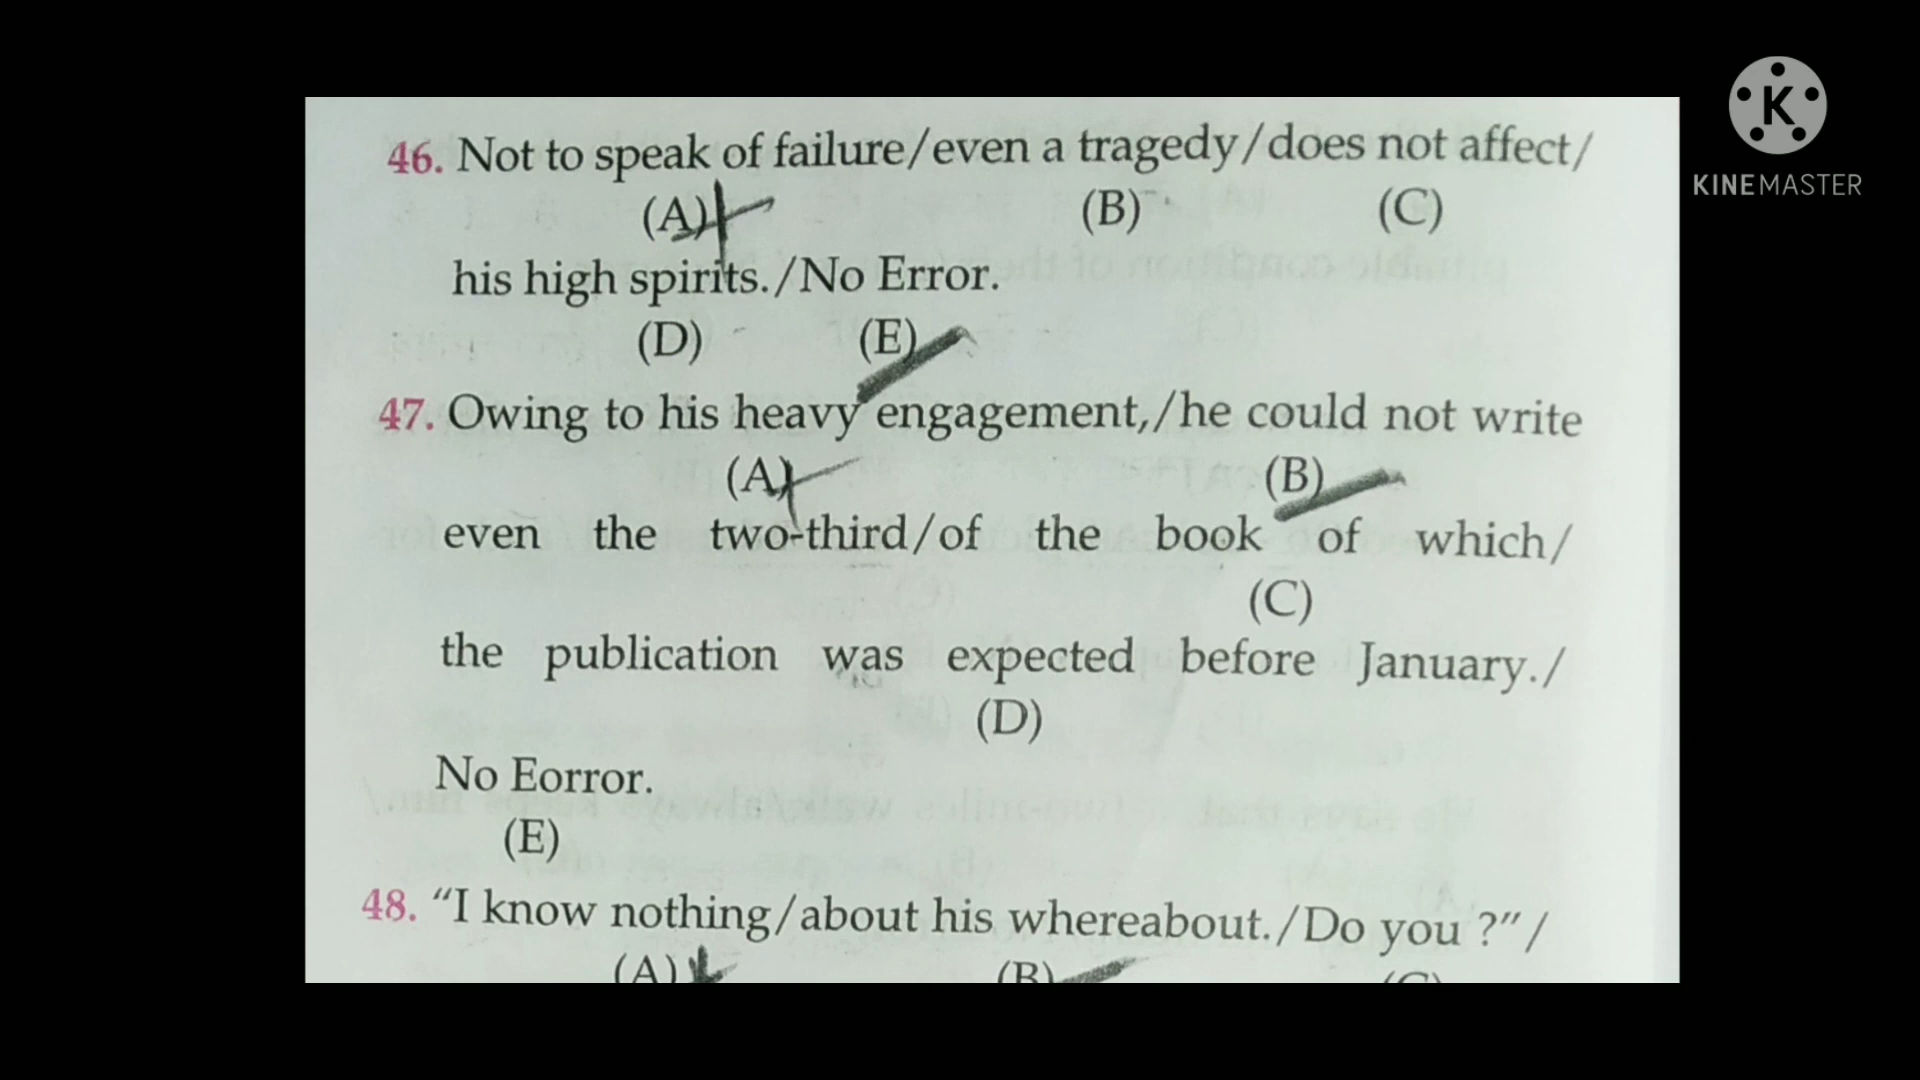 K
KINEMASTER
46. Not to speak of failure/even a tragedy/does not affect/
(A) (B) (C)
his high spirits./No Error.
(D) (E)
47. Owing to his heavy engagement,/he could not write
(A) (B)
even the two-third/of the book of which/
(C)
the publication was expected before January./
(D)
No Eorror.
(E)
48. "I know nothing/about his whereabout./Do you ?"/
(A) (B) (C)